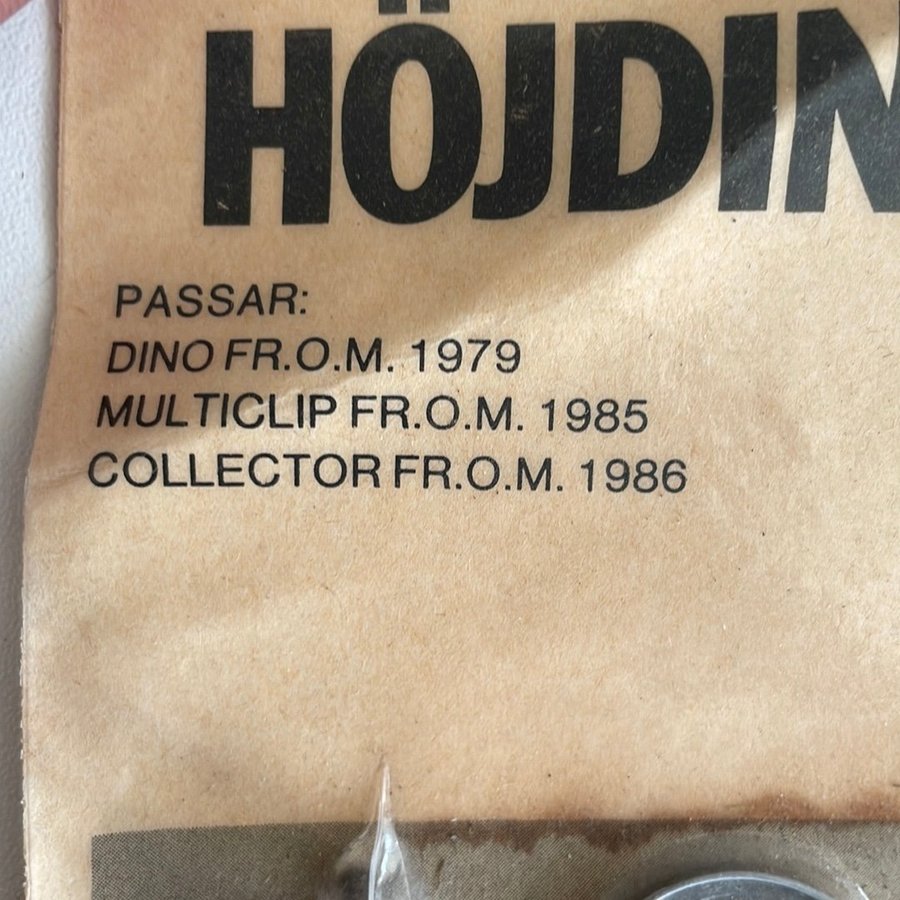 HÖJDIN
PASSAR:
DINO FR.O.M. 1979
MULTICLIP FR.O.M. 1985
COLLECTOR FR.O.M. 1986